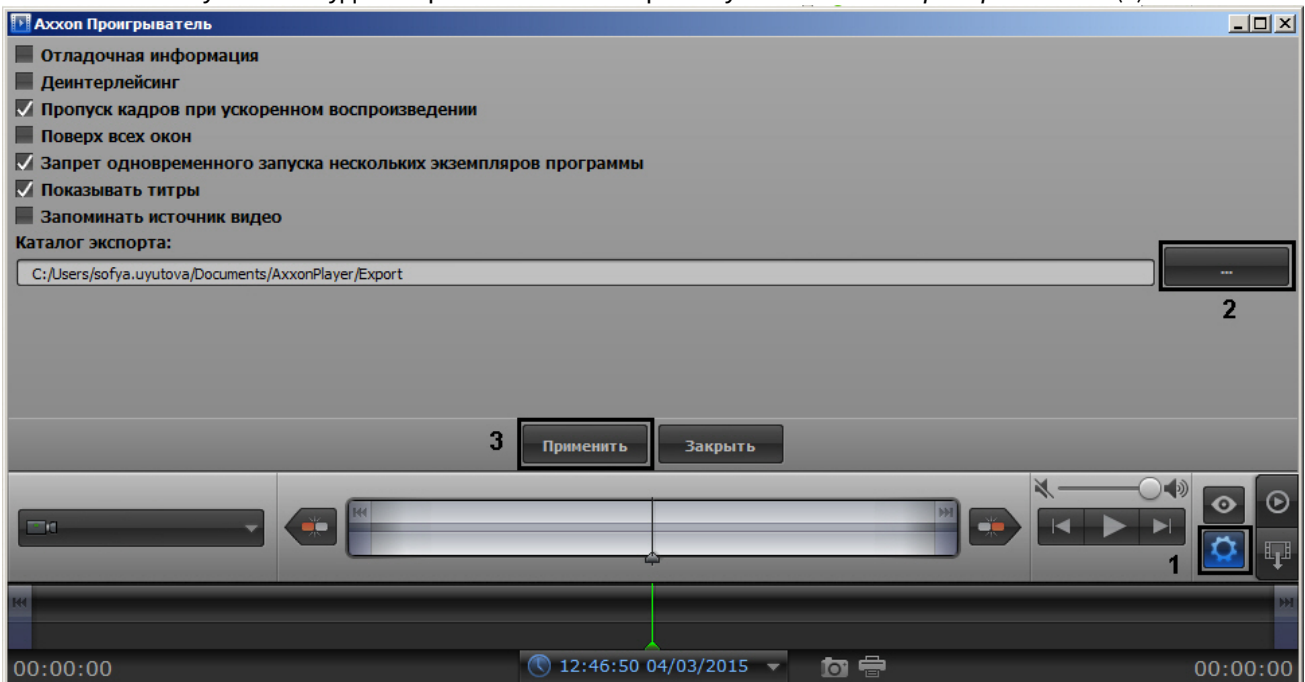 Axxon Проигрыватель
Отладочная информация
Деинтерлейсинг
Пропуск кадров при ускоренном воспроизведении
Поверх всех окон
Запрет одновременного запуска нескольких экземпляров программы
Показывать титры
Запоминать источник видео
Каталог экспорта:
C:/Users/sofya.uyutova/Documents/AxxonPlayer/Export
...
2
3 Применить Закрыть
1
00:00:00 12:46:50 04/03/2015 00:00:00